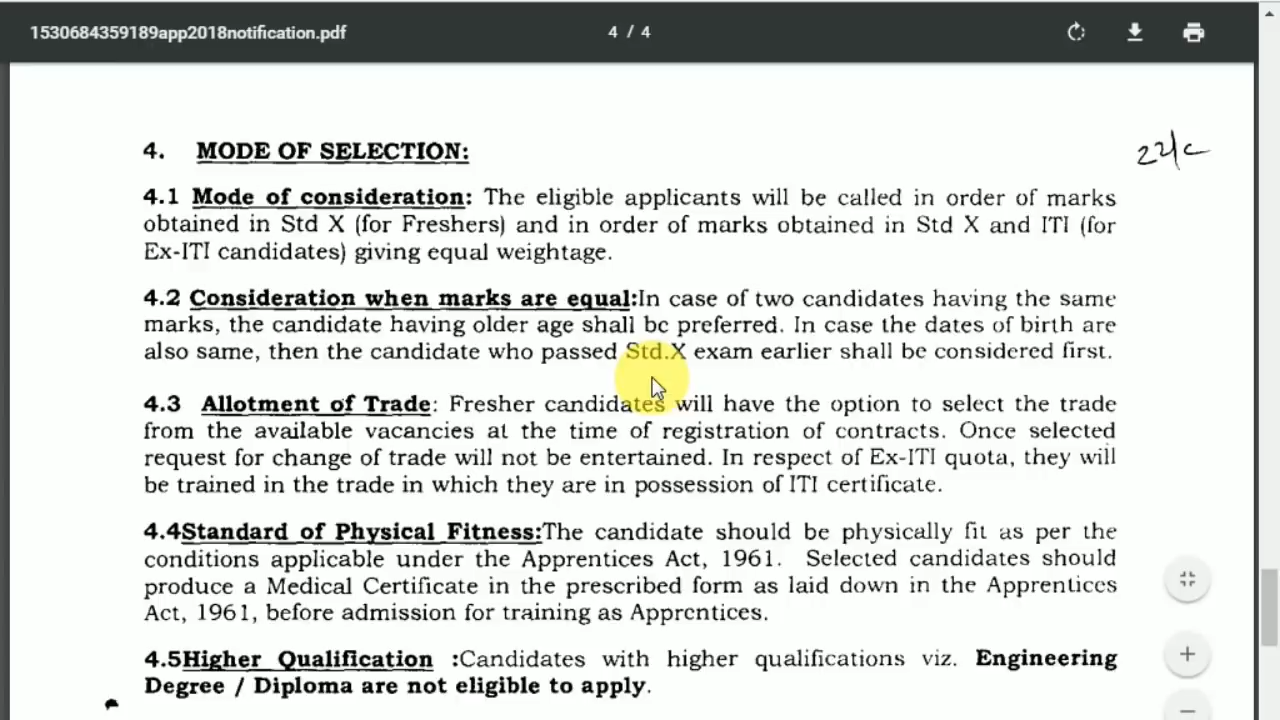 1530684359189app2018notification.pdf 4 / 4
4. MODE OF SELECTION:
4.1 Mode of consideration: The eligible applicants will be called in order of marks
obtained in Std X (for Freshers) and in order of marks obtained in Std X and ITI (for
Ex-ITI candidates) giving equal weightage.
4.2 Consideration when marks are equal:In case of two candidates having the same
marks, the candidate having older age shall be preferred. In case the dates of birth are
also same, then the candidate who passed Std.X exam earlier shall be considered first.
4.3 Allotment of Trade: Fresher candidates will have the option to select the trade
from the available vacancies at the time of registration of contracts. Once selected
request for change of trade will not be entertained. In respect of Ex-ITI quota, they will
be trained in the trade in which they are in possession of ITI certificate.
4.4Standard of Physical Fitness:The candidate should be physically fit as per the
conditions applicable under the Apprentices Act, 1961. Selected candidates should
produce a Medical Certificate in the prescribed form as laid down in the Apprentices
Act, 1961, before admission for training as Apprentices.
4.5Higher Qualification :Candidates with higher qualifications viz. Engineering
Degree / Diploma are not eligible to apply.